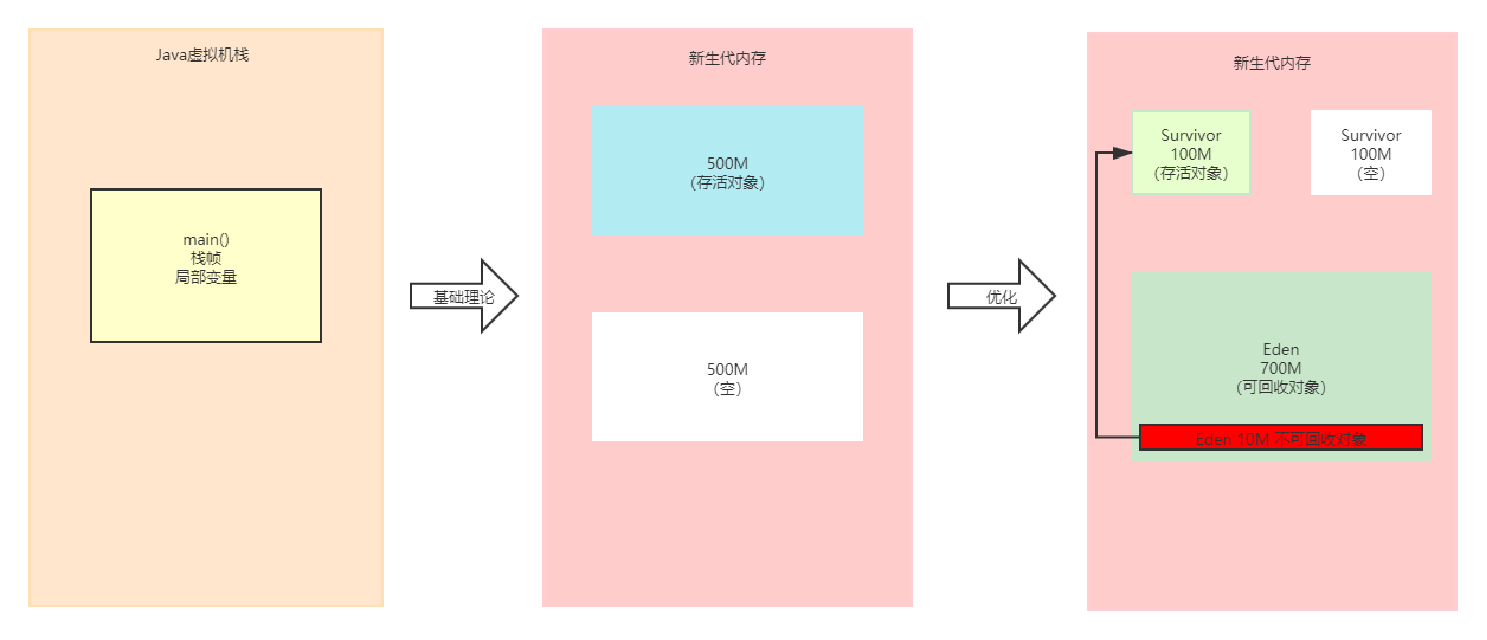 Java虚拟机栈
main()
栈帧
局部变量
基础理论
新生代内存
500M
(存活对象)
500M
(空)
优化
新生代内存
Survivor
100M
(存活对象)
Survivor
100M
(空)
Eden
700M
(可回收对象)
Eden 10M 不可回收对象